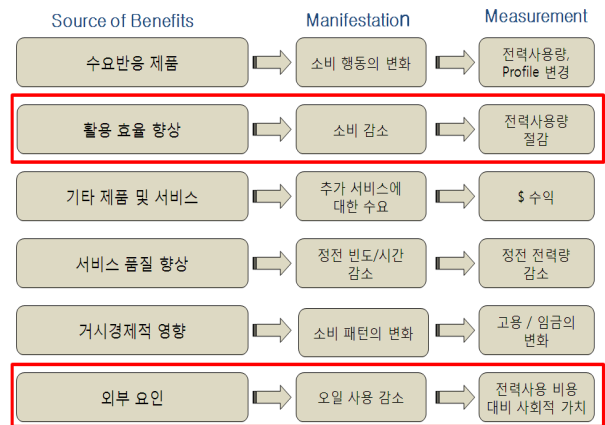 Source of Benefits
Manifestation
Measurement
수요반응 제품
소비 행동의 변화
전력사용량,
Profile 변경
활용 효율 향상
소비 감소
전력사용량
절감
기타 제품 및 서비스
추가 서비스에
대한 수요
$ 수익
서비스 품질 향상
정전 빈도/시간
감소
정전 전력량
감소
거시경제적 영향
소비 패턴의 변화
고용 / 임금의
변화
외부 요인
오일 사용 감소
전력사용 비용
대비 사회적 가치